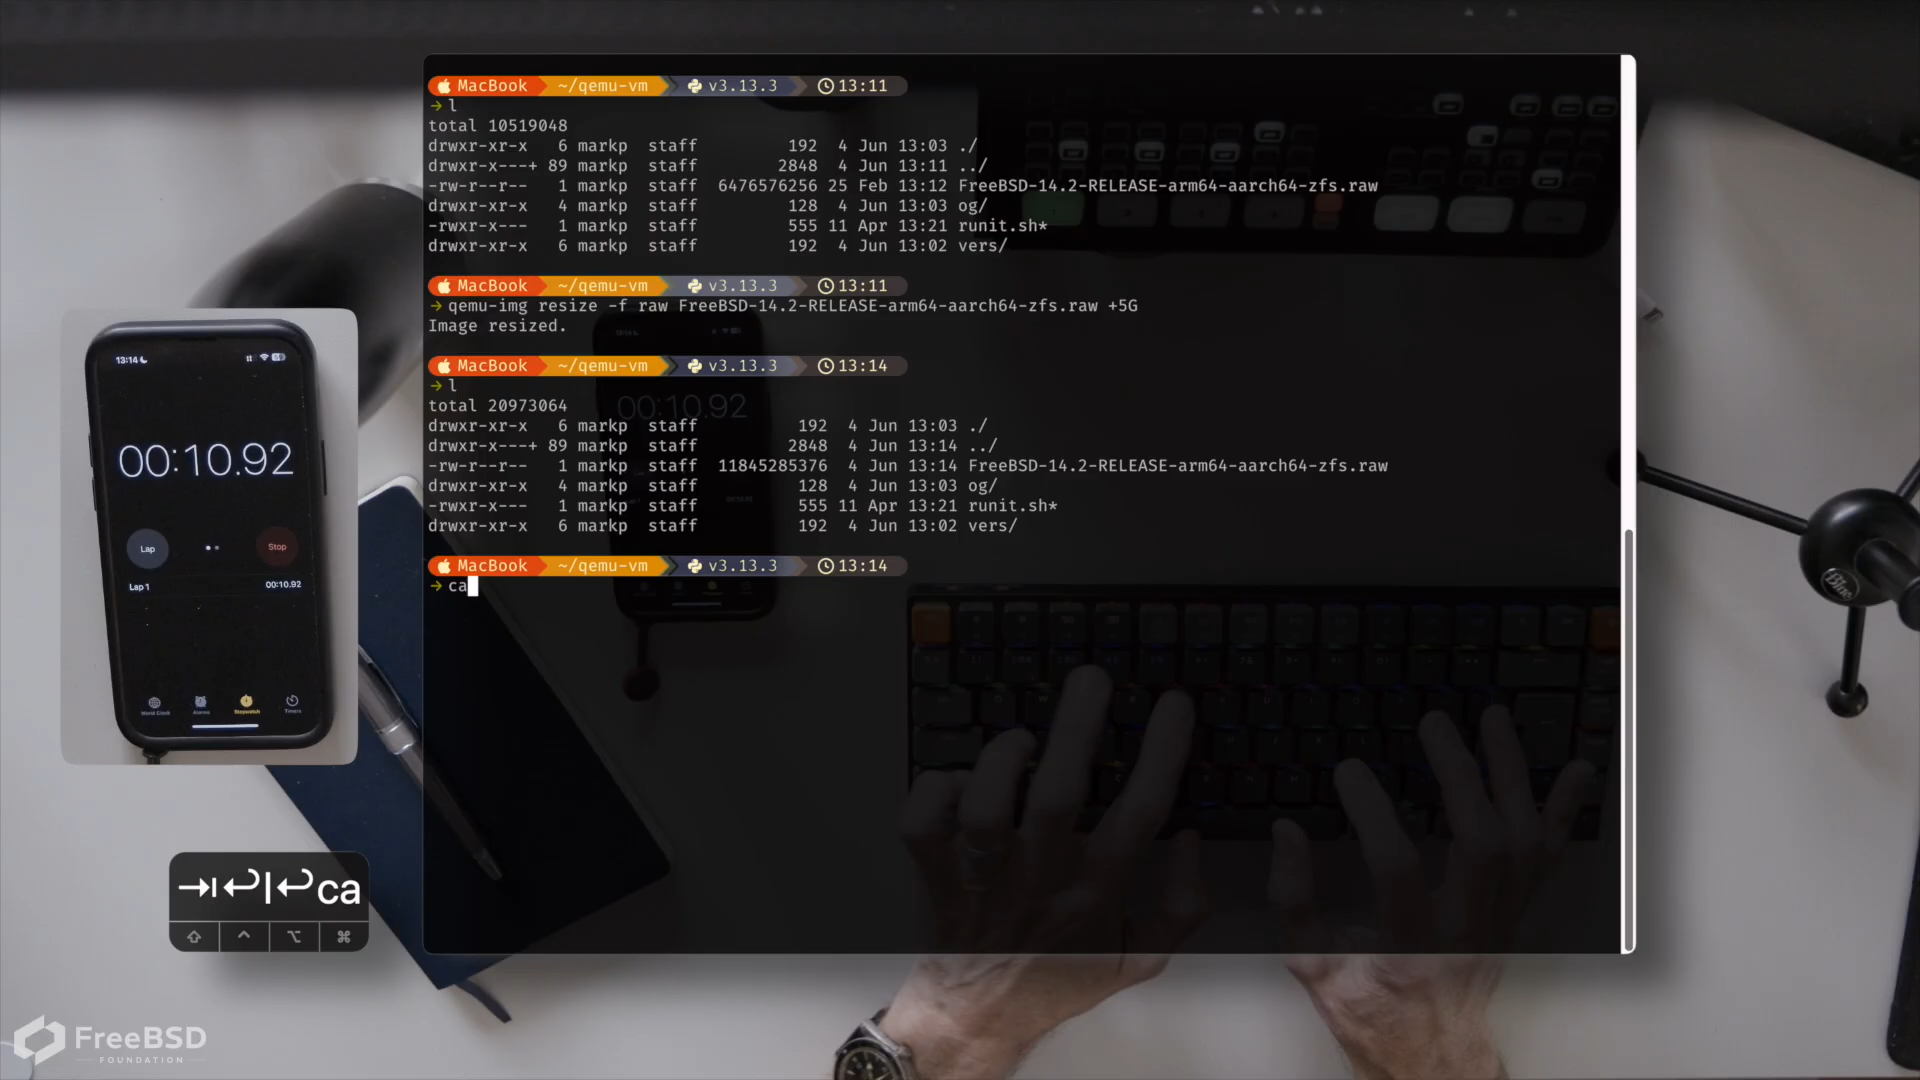 MacBook ~/qemu-vm v3.13.3 13:11
→ l
total 10519048
drwxr-xr-x 6 markp staff 192 4 Jun 13:03 ./
drwxr-x---+ 89 markp staff 2848 4 Jun 13:11 ../
-rw-r--r-- 1 markp staff 6476576256 25 Feb 13:12 FreeBSD-14.2-RELEASE-arm64-aarch64-zfs.raw
drwxr-xr-x 4 markp staff 128 4 Jun 13:03 og/
-rwxr-x--- 1 markp staff 555 11 Apr 13:21 runit.sh*
drwxr-xr-x 6 markp staff 192 4 Jun 13:02 vers/
MacBook ~/qemu-vm v3.13.3 13:11
→ qemu-img resize -f raw FreeBSD-14.2-RELEASE-arm64-aarch64-zfs.raw +5G
Image resized.
MacBook ~/qemu-vm v3.13.3 13:14
→ l
total 20973064
drwxr-xr-x 6 markp staff 192 4 Jun 13:03 ./
drwxr-x---+ 89 markp staff 2848 4 Jun 13:14 ../
-rw-r--r-- 1 markp staff 11845285376 4 Jun 13:14 FreeBSD-14.2-RELEASE-arm64-aarch64-zfs.raw
drwxr-xr-x 4 markp staff 128 4 Jun 13:03 og/
-rwxr-x--- 1 markp staff 555 11 Apr 13:21 runit.sh*
drwxr-xr-x 6 markp staff 192 4 Jun 13:02 vers/
MacBook ~/qemu-vm v3.13.3 13:14
→ ca
13:14
00:10.92
Lap Stop
Lap 1 00:10.92
World Clock Alarms Stopwatch Timers
00:10.92
⇥↩l↩ca
⇧ ^ ⌥ ⌘
Blue
FreeBSD
FOUNDATION